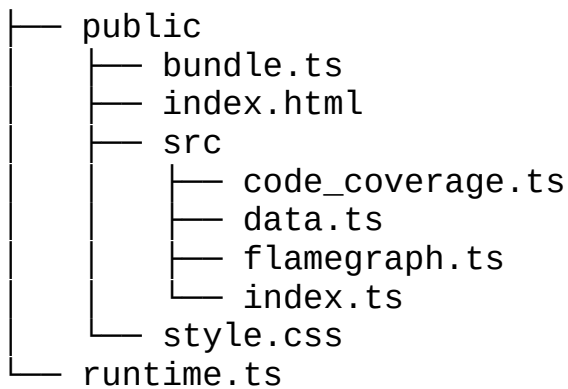 ├── public
│   ├── bundle.ts
│   ├── index.html
│   ├── src
│   │   ├── code_coverage.ts
│   │   ├── data.ts
│   │   ├── flamegraph.ts
│   │   └── index.ts
│   └── style.css
└── runtime.ts